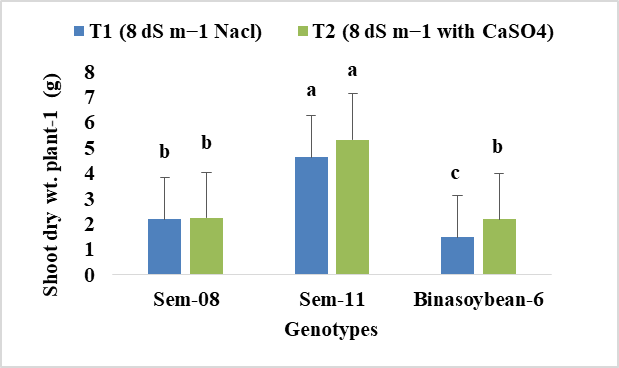 T1 (8 dS m−1 Nacl) T2 (8 dS m−1 with CaSO4)
Shoot dry wt. plant-1 (g)
8
7
6
5
4
3
2
1
0
b b a a c b
Sem-08 Sem-11 Binasoybean-6
Genotypes